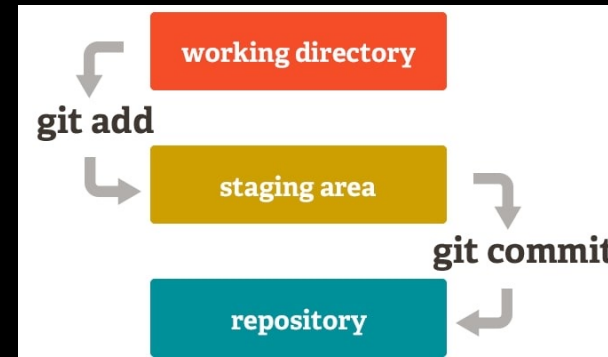 working directory
git add
staging area
git commit
repository